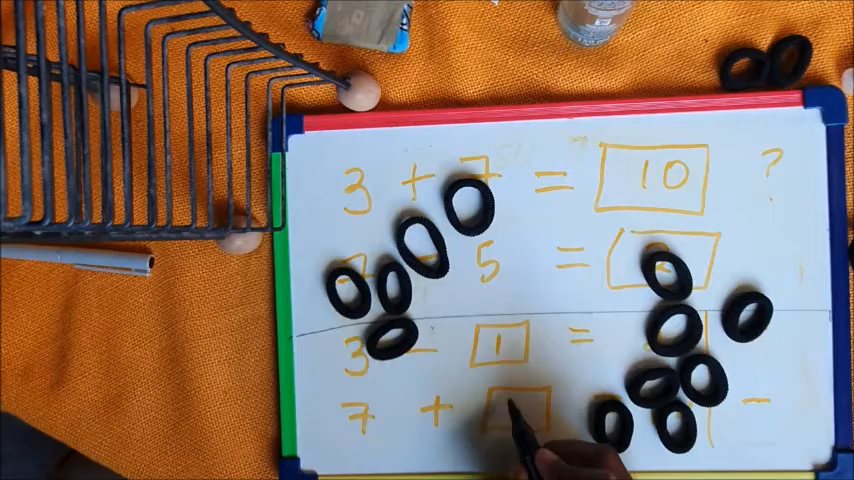 3 + 7 = 10 ?
5 =
3 - 1 =
7 + -